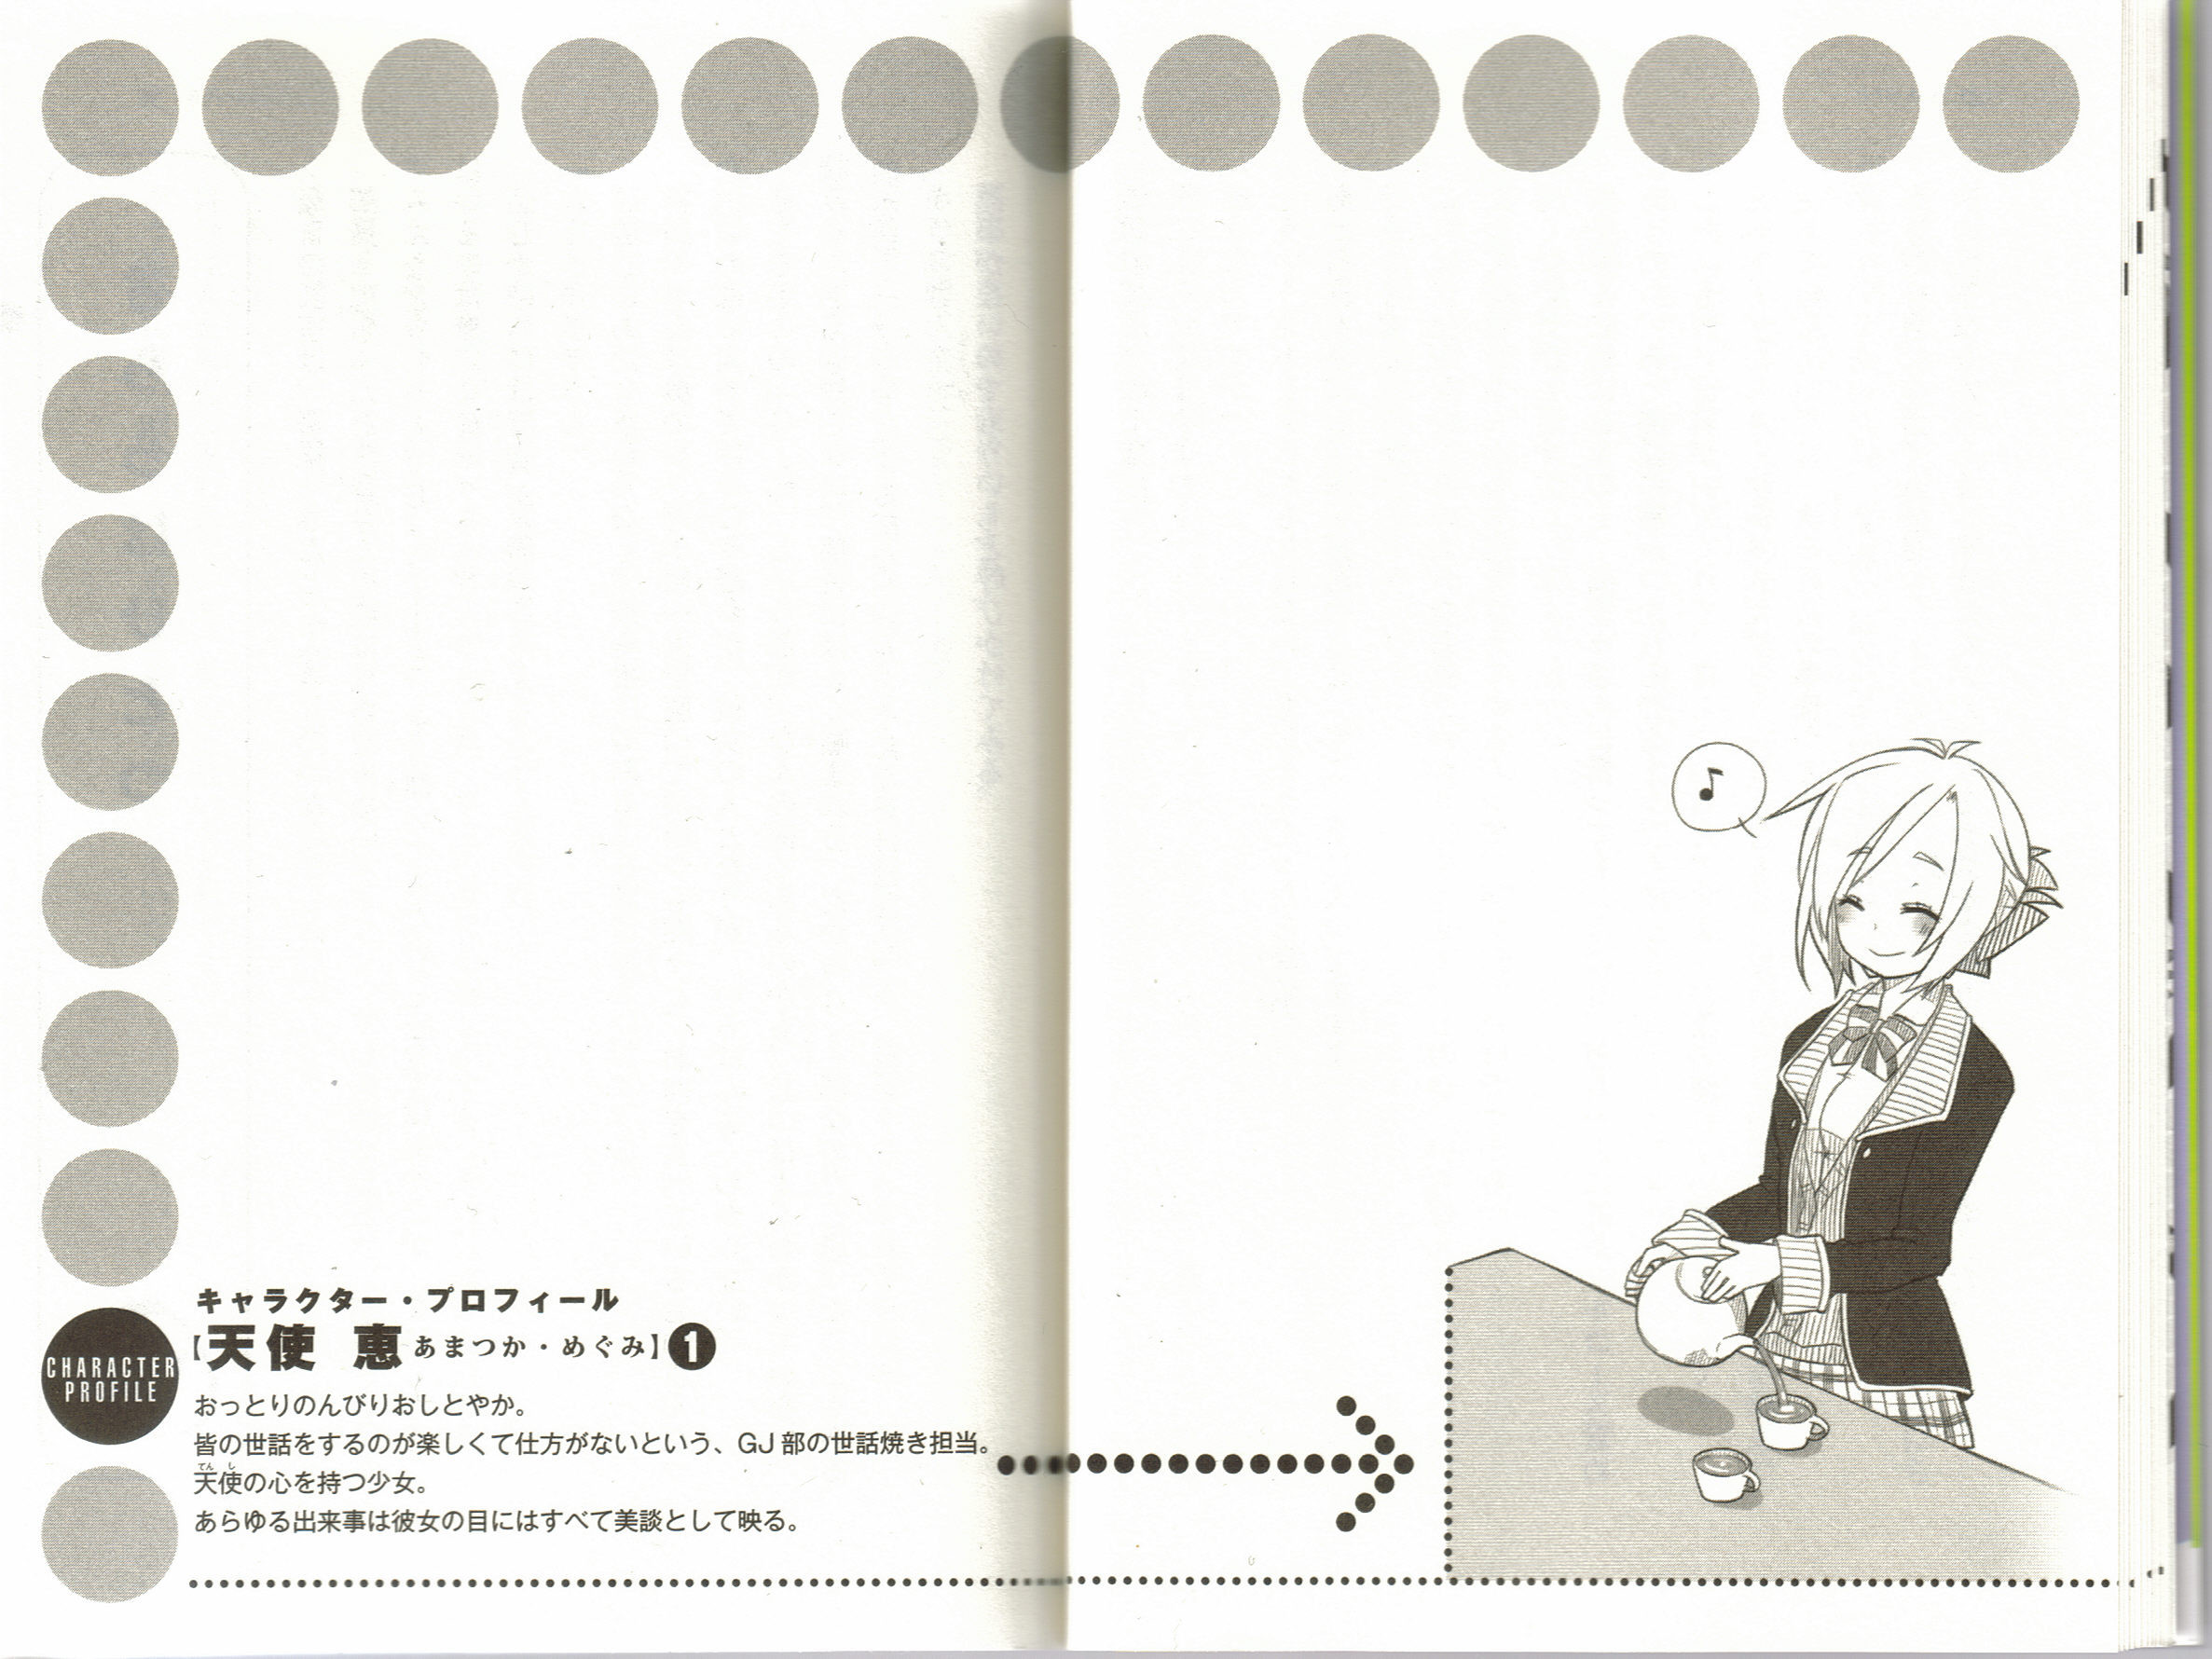 キャラクター・プロフィール
【天使 恵 あまつか・めぐみ】❶
CHARACTER
PROFILE
おっとりのんびりおしとやか。
皆の世話をするのが楽しくて仕方がないという、GJ部の世話焼き担当。
てんし
天使の心を持つ少女。
あらゆる出来事は彼女の目にはすべて美談として映る。
♪